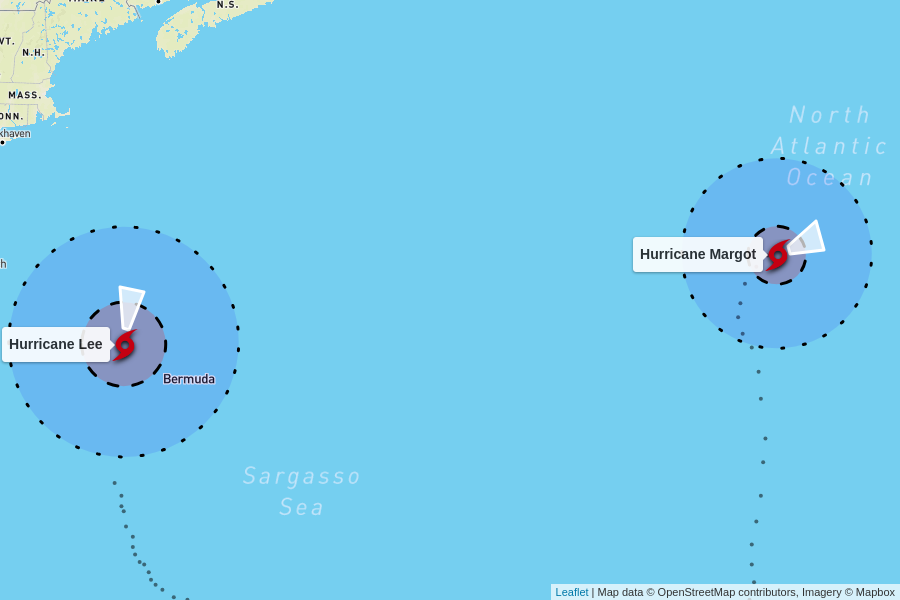 N.S.
VT.
N.H.
MASS.
CONN.
khaven
North
Atlantic
Ocean
Hurricane Margot
h
Hurricane Lee
Bermuda
Sargasso
Sea
Leaflet | Map data © OpenStreetMap contributors, Imagery © Mapbox